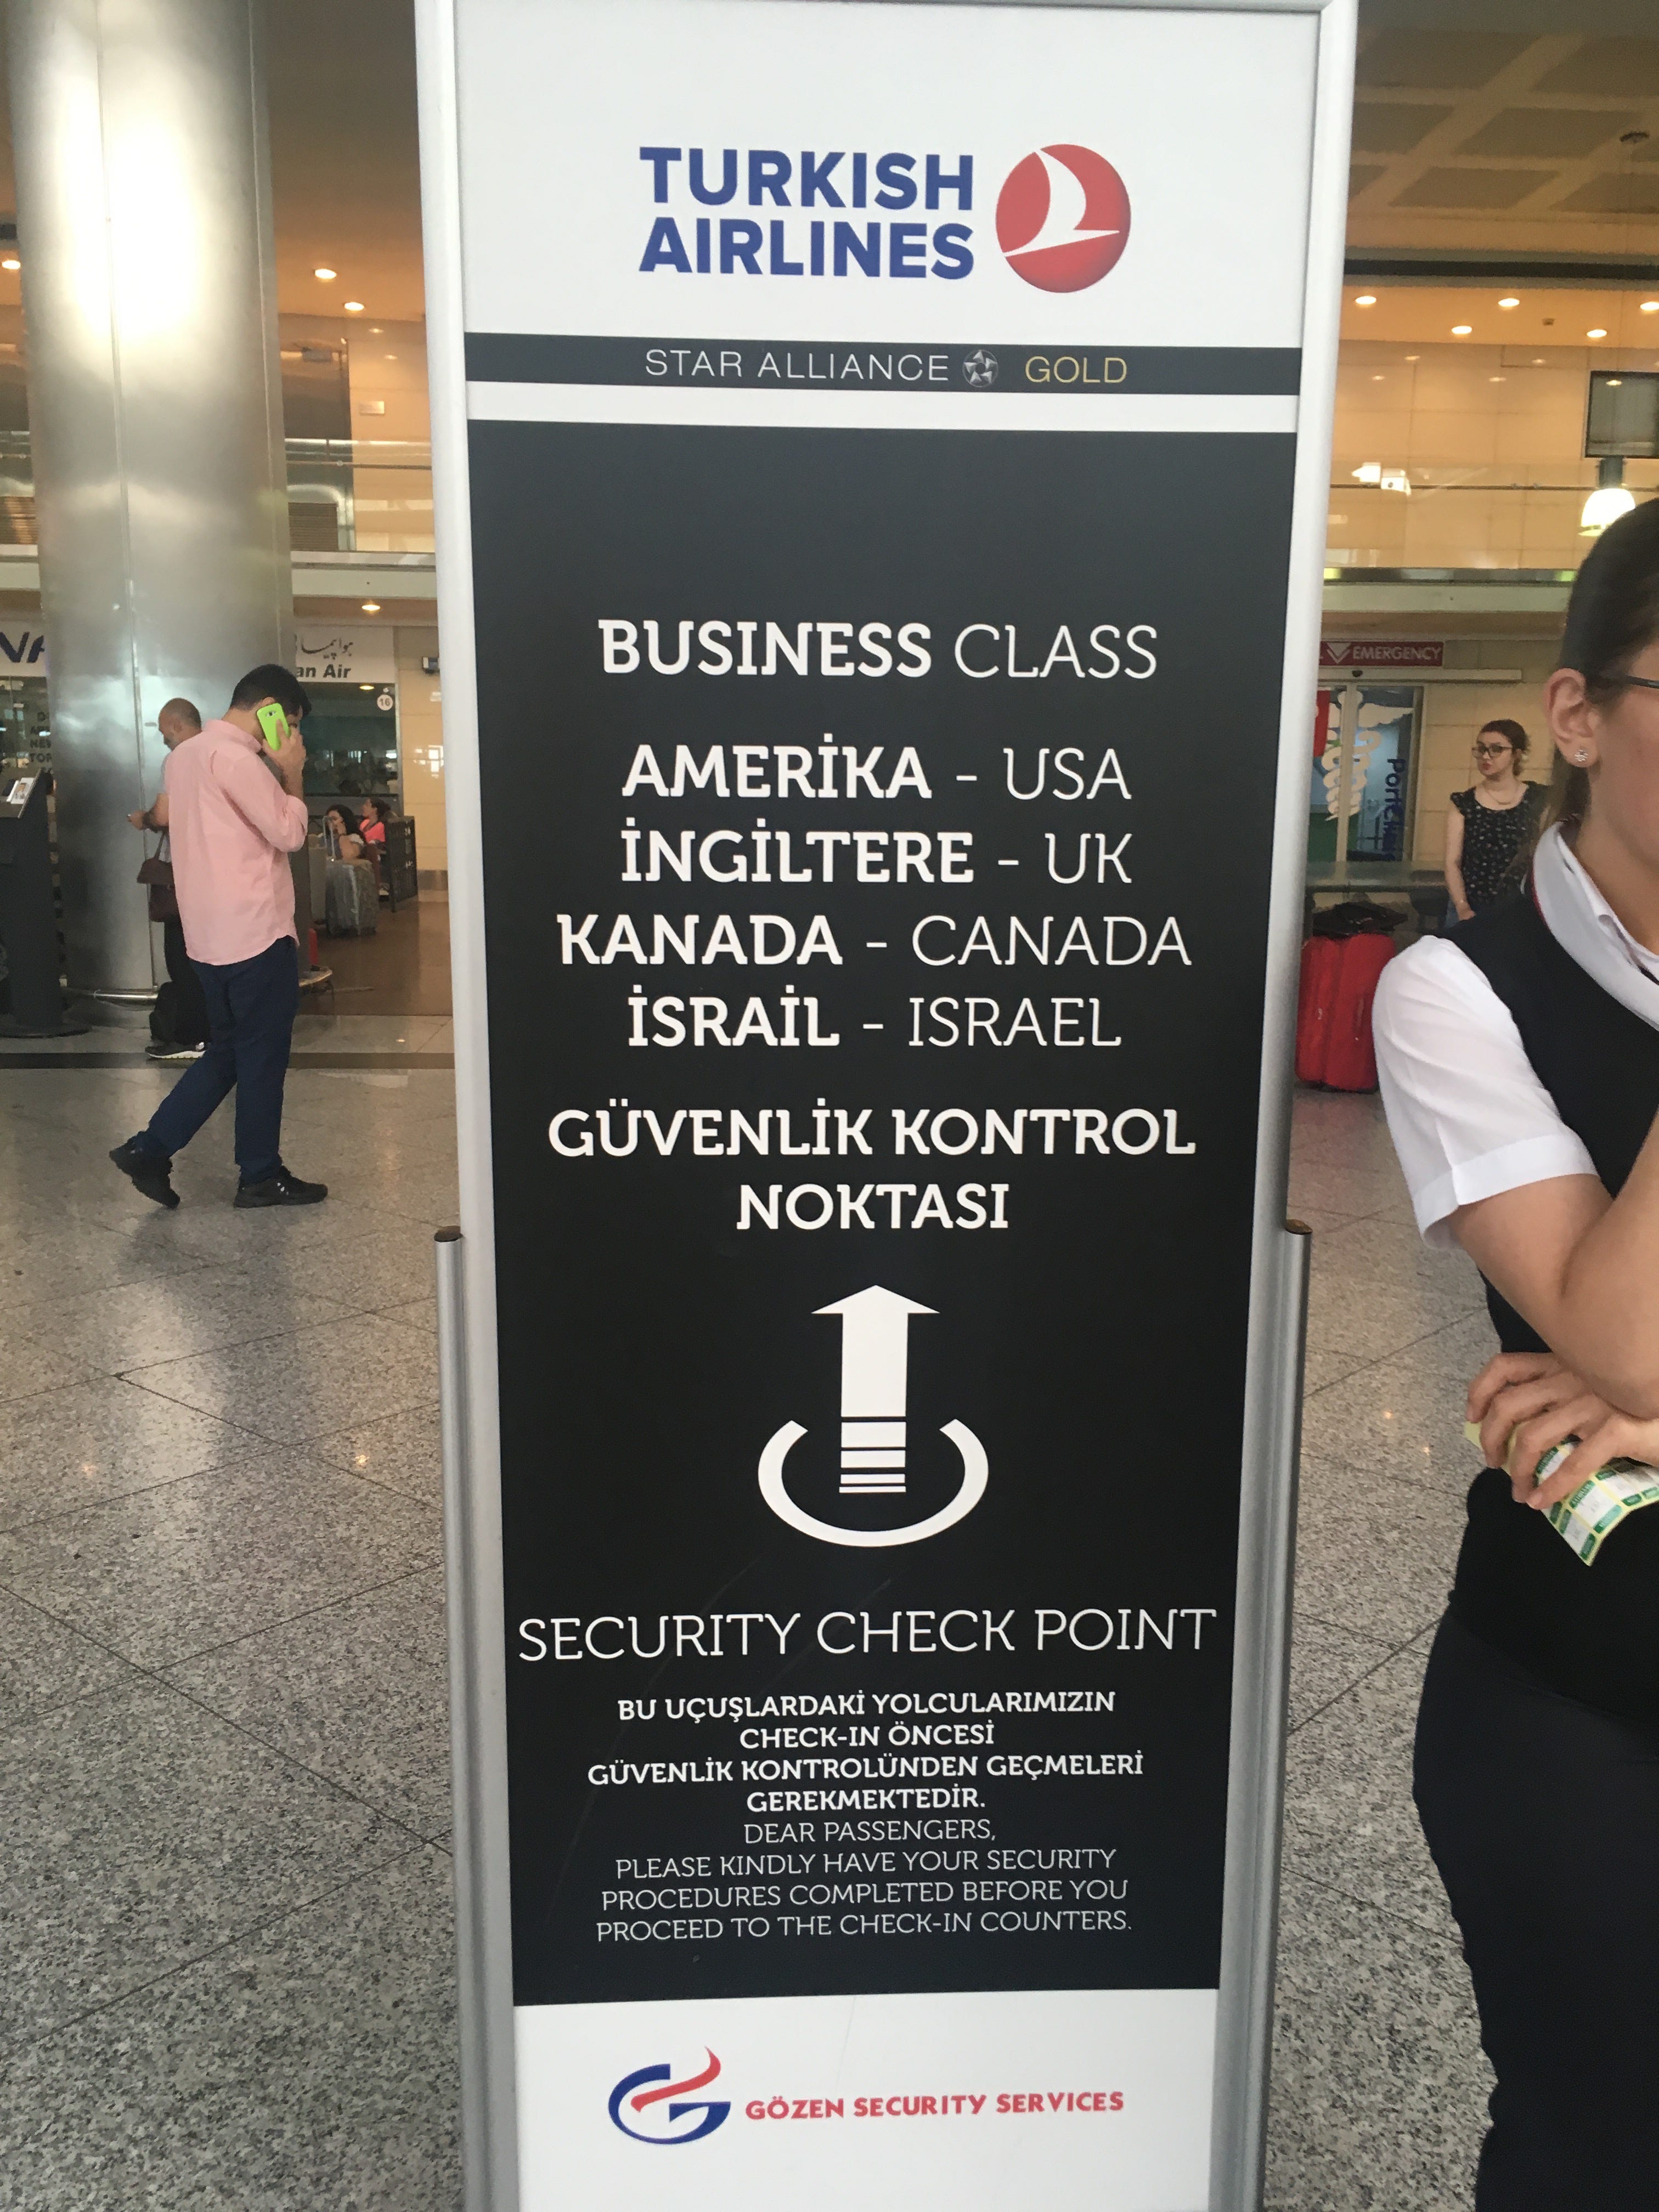 TURKISH
AIRLINES
STAR ALLIANCE GOLD
BUSINESS CLASS
AMERİKA - USA
İNGİLTERE - UK
KANADA - CANADA
İSRAİL - ISRAEL
GÜVENLİK KONTROL
NOKTASI
SECURITY CHECK POINT
BU UÇUŞLARDAKİ YOLCULARIMIZIN
CHECK-IN ÖNCESİ
GÜVENLİK KONTROLÜNDEN GEÇMELERİ
GEREKMEKTEDİR.
DEAR PASSENGERS,
PLEASE KINDLY HAVE YOUR SECURITY
PROCEDURES COMPLETED BEFORE YOU
PROCEED TO THE CHECK-IN COUNTERS.
GÖZEN SECURITY SERVICES
هواپیما
Air
16
EMERGENCY